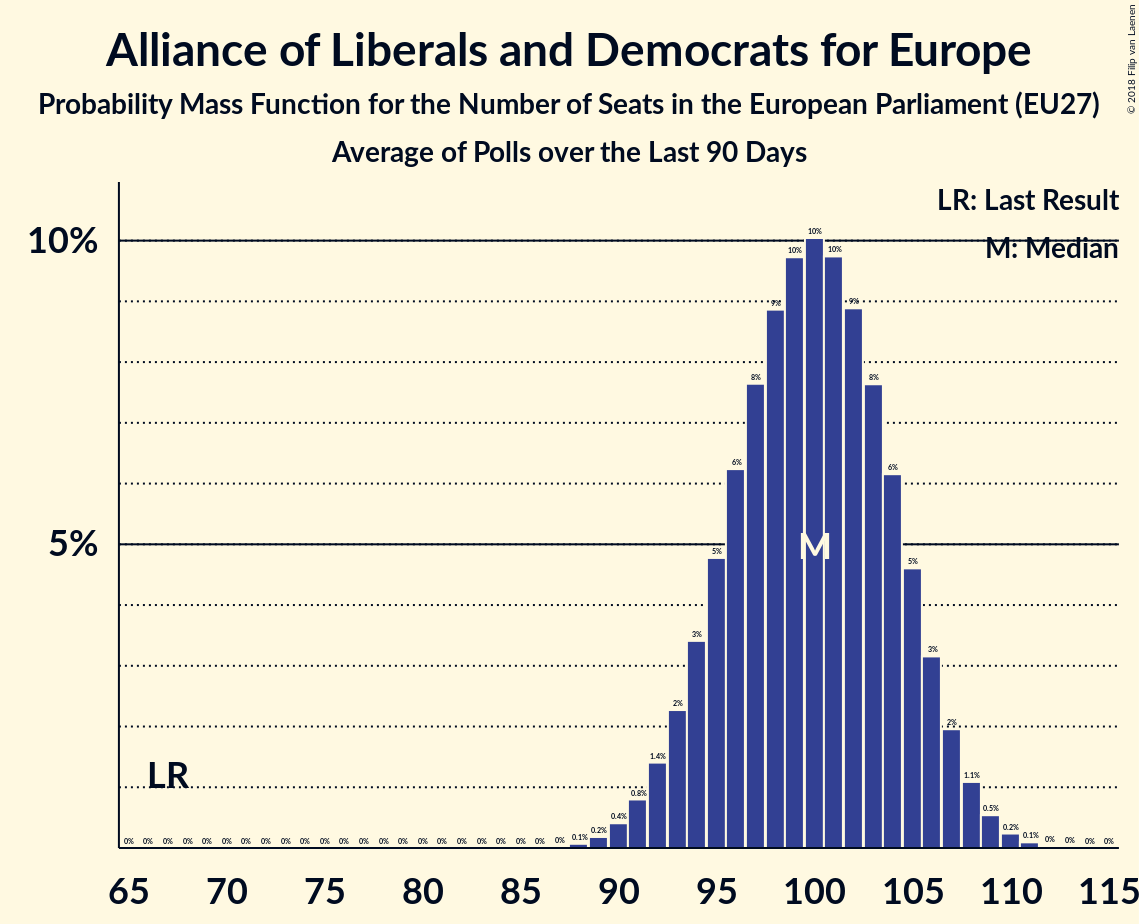 Alliance of Liberals and Democrats for Europe
Probability Mass Function for the Number of Seats in the European Parliament (EU27)
Average of Polls over the Last 90 Days
© 2018 Filip van Laenen
LR: Last Result
M: Median
10%
5%
LR
M
0% 0% 0% 0% 0% 0% 0% 0% 0% 0% 0% 0% 0% 0% 0% 0% 0% 0% 0% 0% 0% 0% 0% 0.1% 0.2% 0.4% 0.8% 1.4% 2% 3% 5% 6% 8% 9% 10% 10% 10% 9% 8% 6% 5% 3% 2% 1.1% 0.5% 0.2% 0.1% 0% 0% 0% 0%
65 70 75 80 85 90 95 100 105 110 115